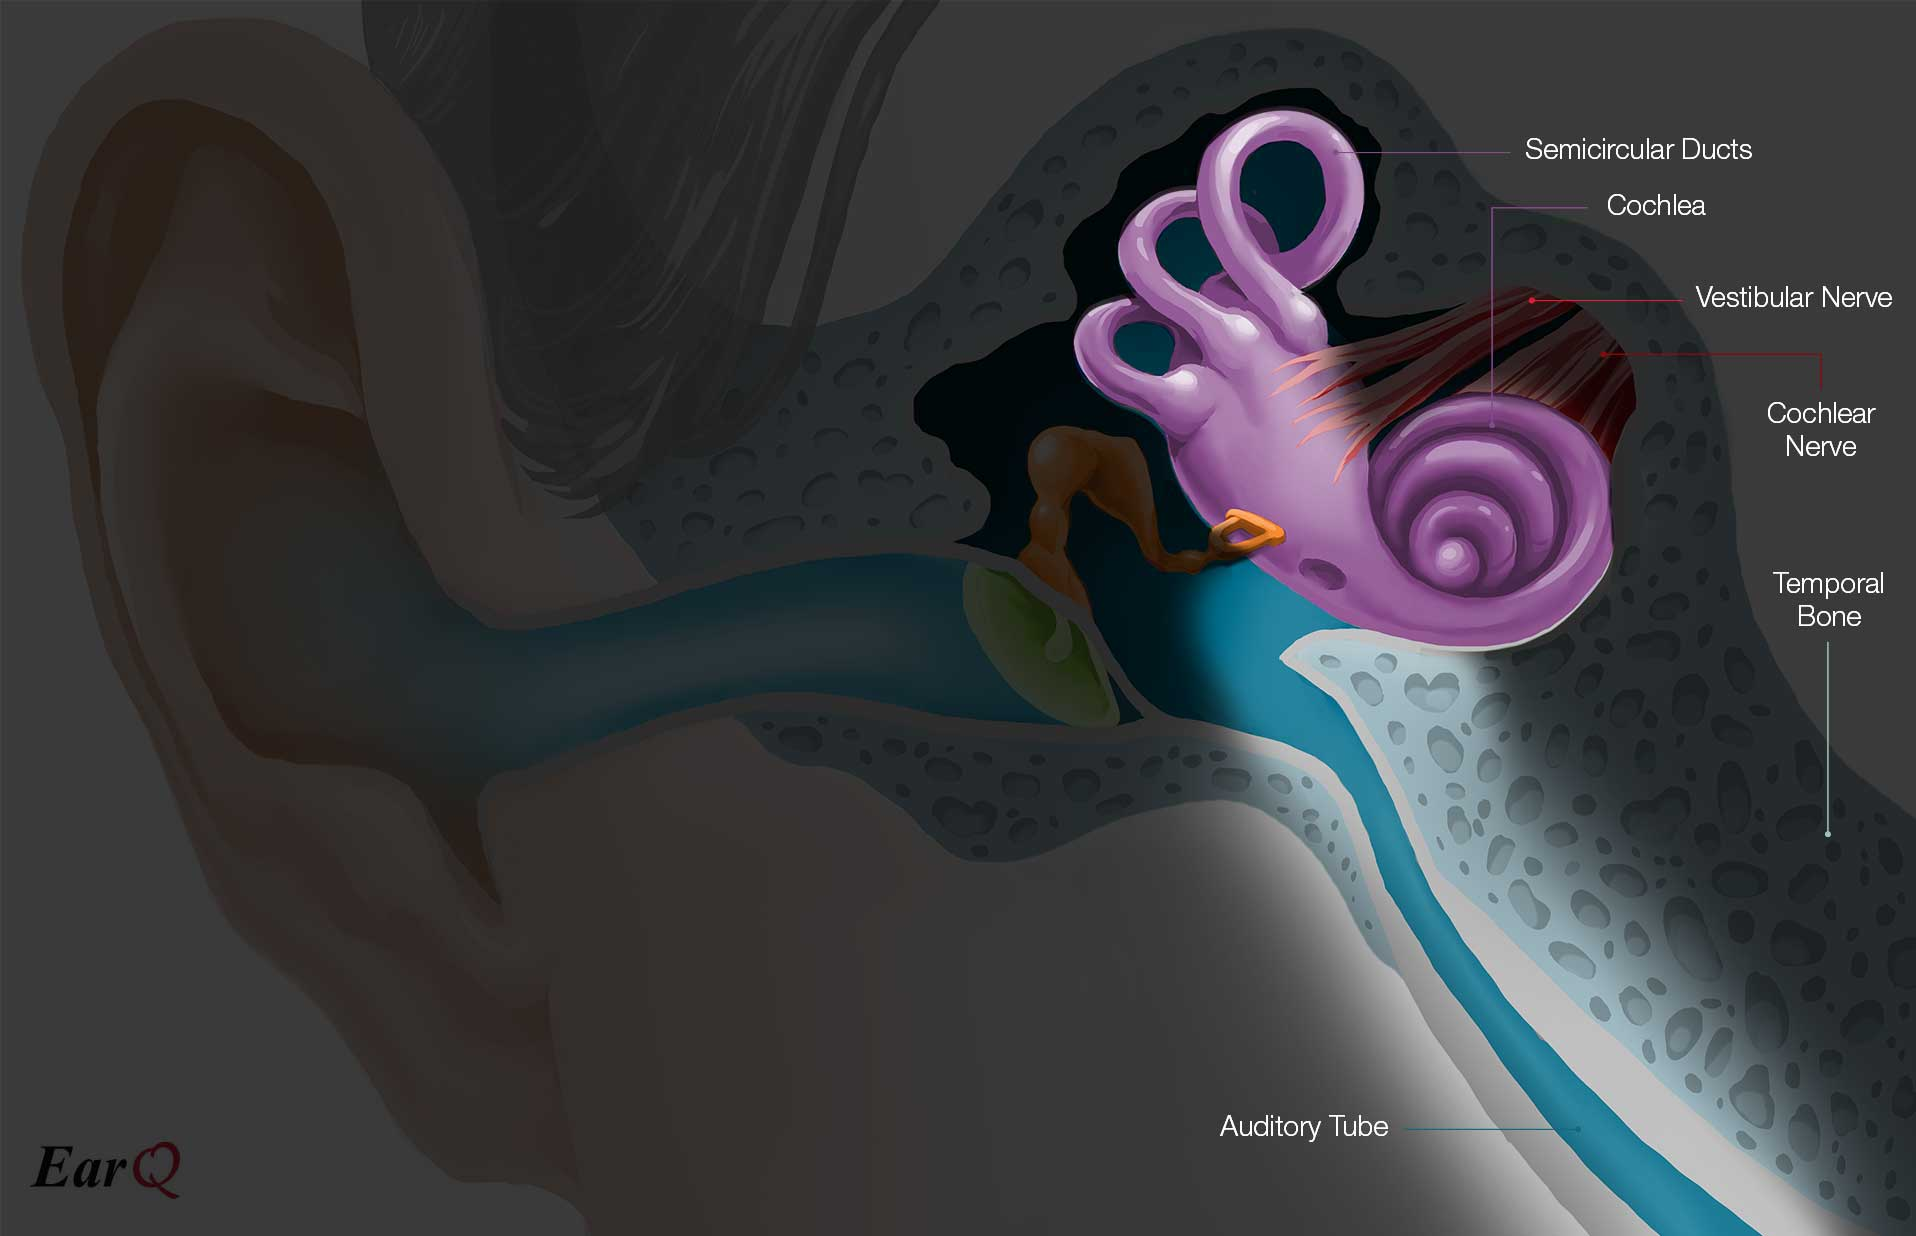 Semicircular Ducts
Cochlea
Vestibular Nerve
Cochlear
Nerve
Temporal
Bone
Auditory Tube
EarQ